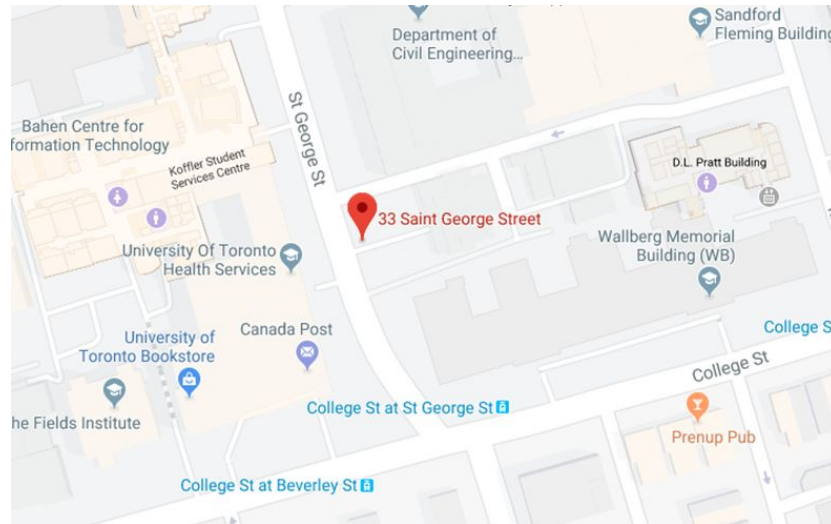 Department of
Civil Engineering...
Sandford
Fleming Building
St George St
Bahen Centre for
formation Technology
Koffler Student
Services Centre
D.L. Pratt Building
33 Saint George Street
University Of Toronto
Health Services
Wallberg Memorial
Building (WB)
University of
Toronto Bookstore
Canada Post
College S
College St
College St at St George St
he Fields Institute
Prenup Pub
College St at Beverley St